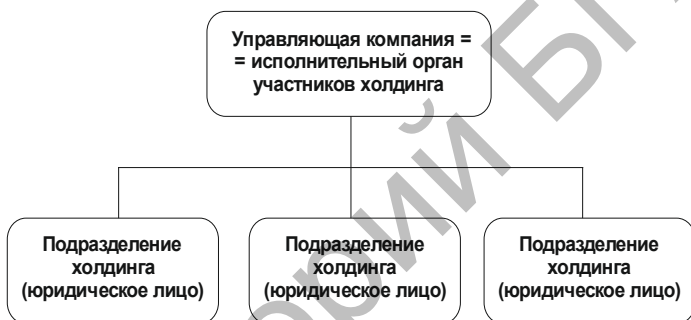 Управляющая компания =
= исполнительный орган
участников холдинга
Подразделение
холдинга
(юридическое лицо)
Подразделение
холдинга
(юридическое лицо)
Подразделение
холдинга
(юридическое лицо)